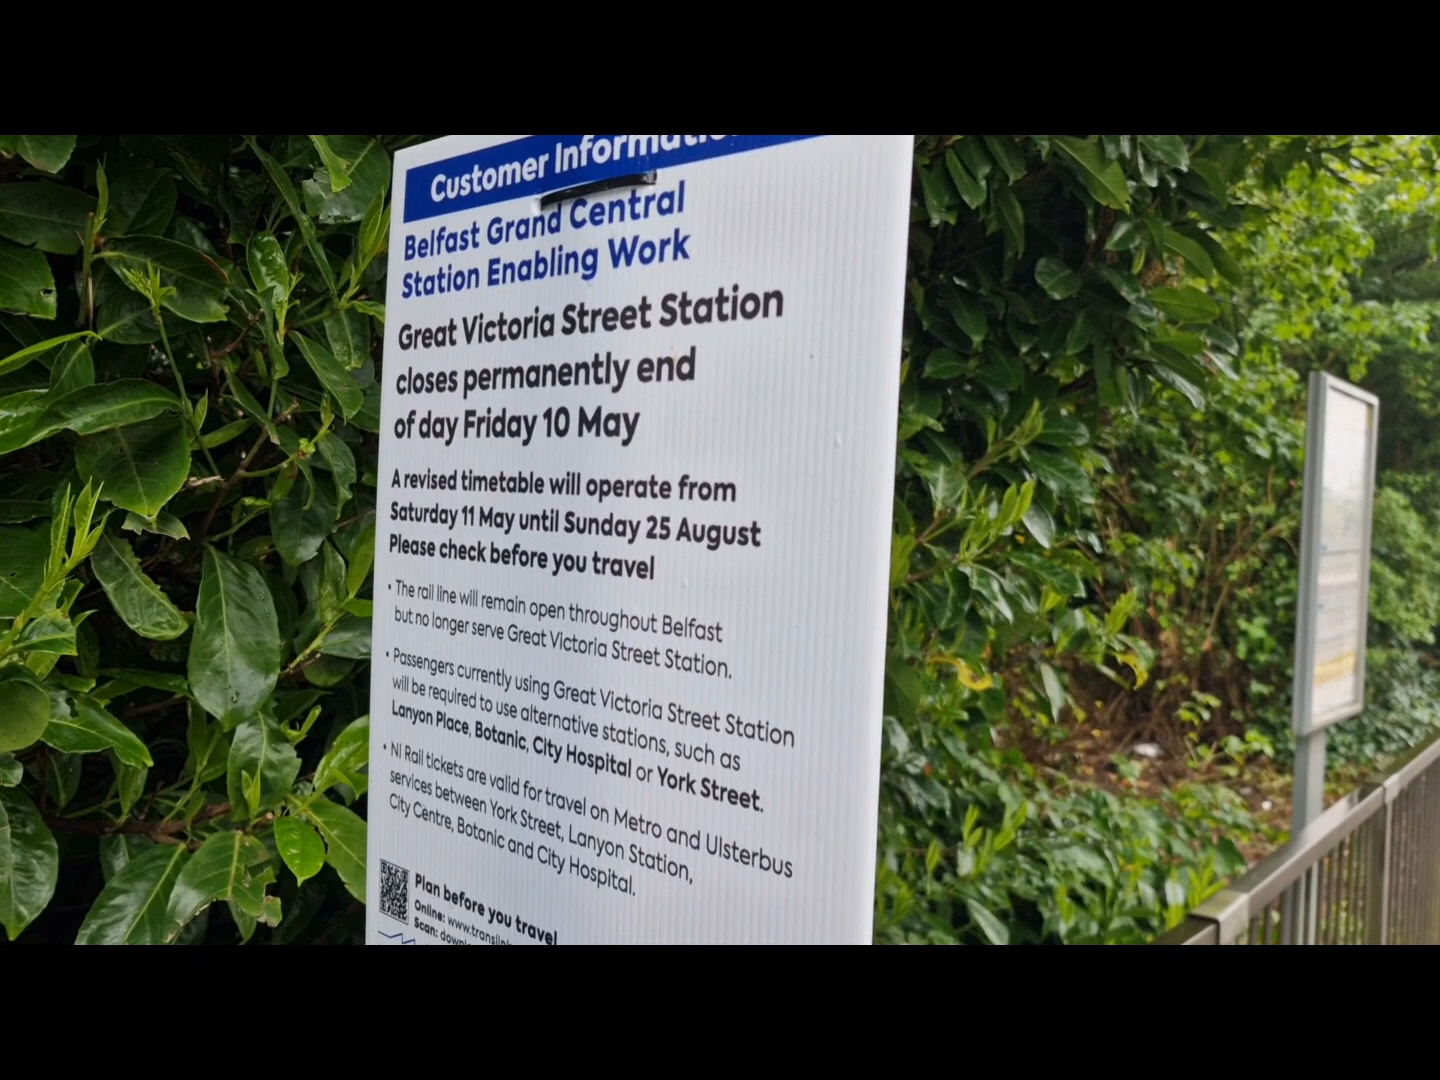 Customer Information
Belfast Grand Central
Station Enabling Work
Great Victoria Street Station
closes permanently end
of day Friday 10 May
A revised timetable will operate from
Saturday 11 May until Sunday 25 August
Please check before you travel
• The rail line will remain open throughout Belfast
but no longer serve Great Victoria Street Station.
• Passengers currently using Great Victoria Street Station
will be required to use alternative stations, such as
Lanyon Place, Botanic, City Hospital or York Street.
• NI Rail tickets are valid for travel on Metro and Ulsterbus
services between York Street, Lanyon Station,
City Centre, Botanic and City Hospital.
Plan before you travel
Online: www.translink
Scan: